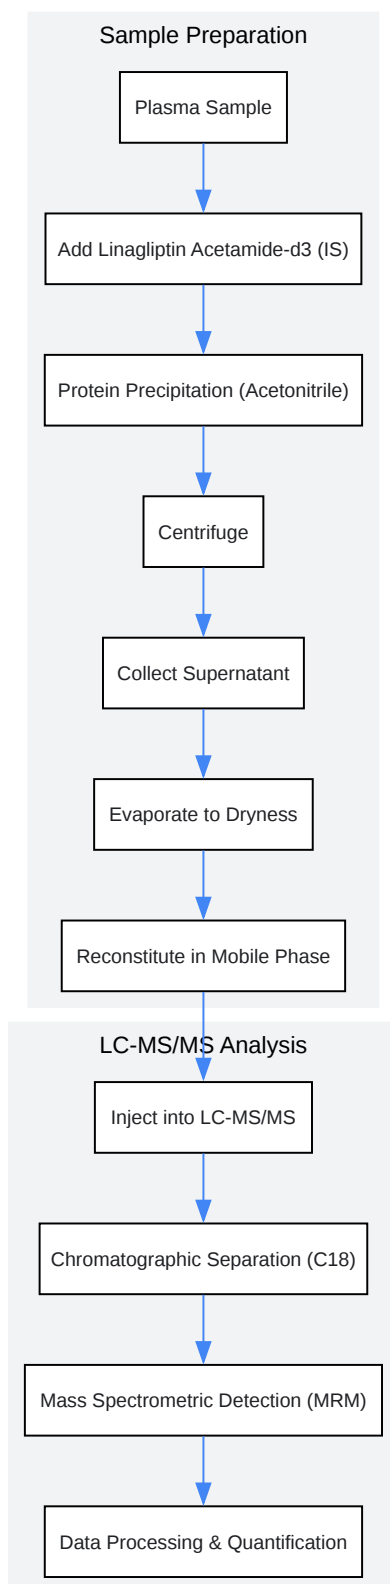 Sample Preparation
Plasma Sample
Add Linagliptin Acetamide-d3 (IS)
Protein Precipitation (Acetonitrile)
Centrifuge
Collect Supernatant
Evaporate to Dryness
Reconstitute in Mobile Phase
LC-MS/MS Analysis
Inject into LC-MS/MS
Chromatographic Separation (C18)
Mass Spectrometric Detection (MRM)
Data Processing & Quantification